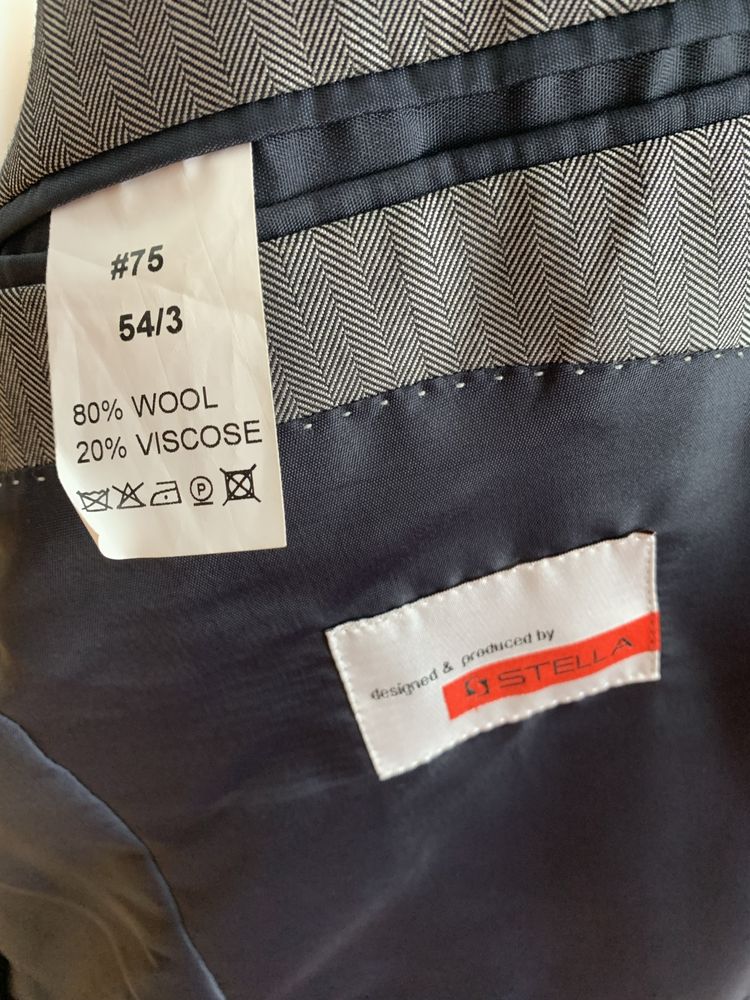 #75
54/3
80% WOOL
20% VISCOSE
P
designed & produced by
STELLA